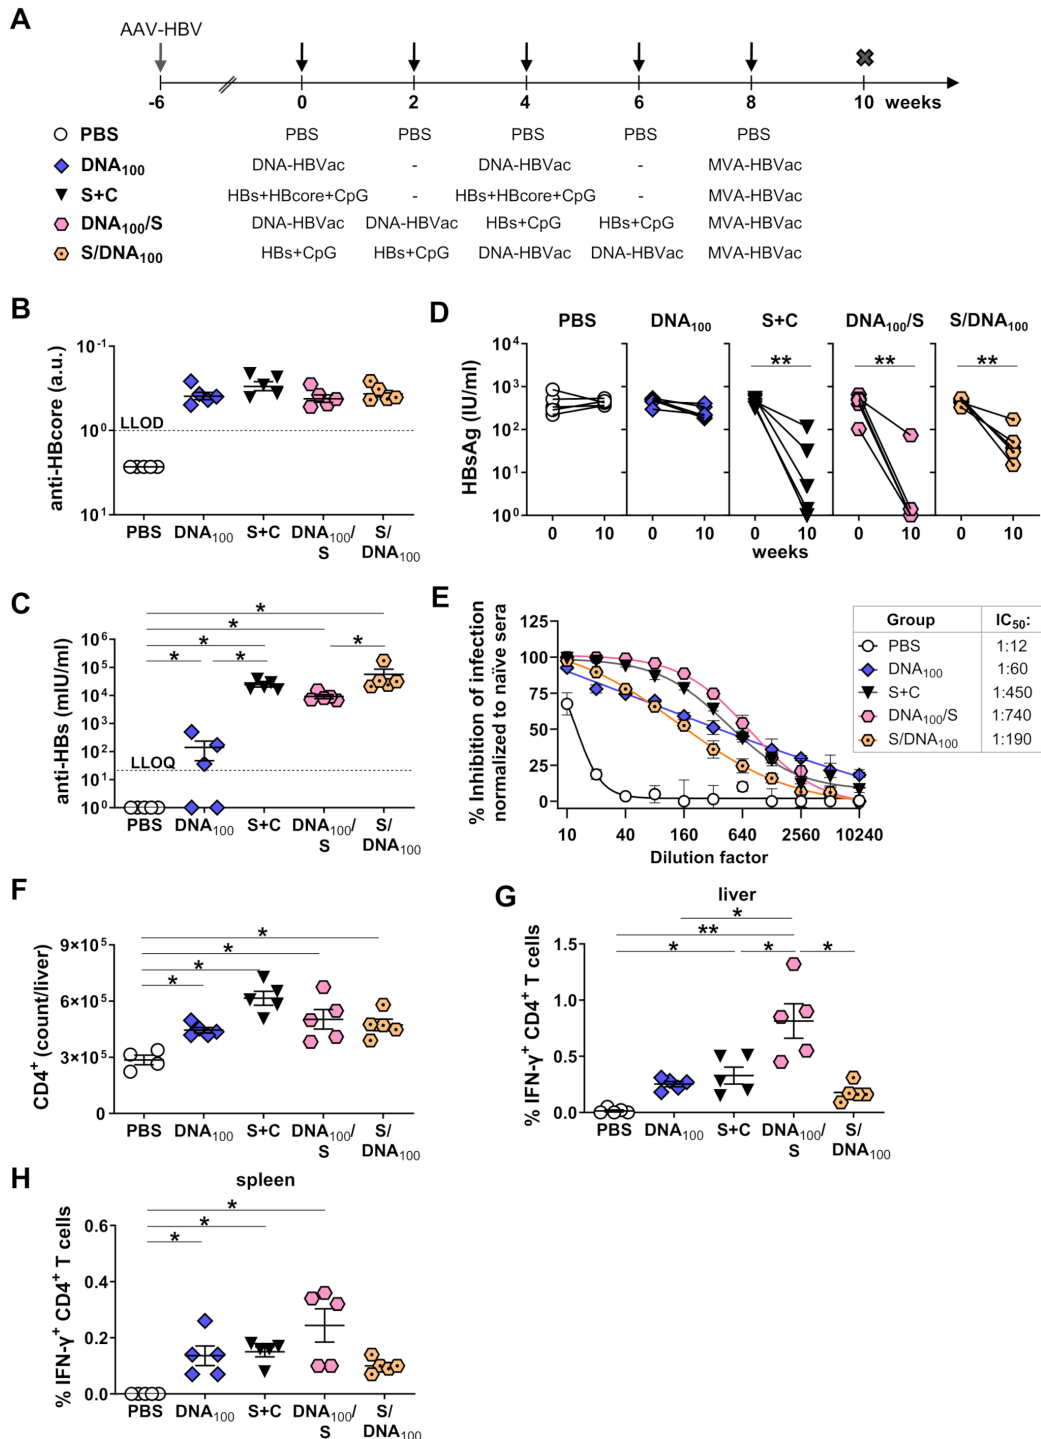 A
AAV-HBV
-6 0 2 4 6 8 10 weeks
PBS PBS PBS PBS PBS PBS
DNA100 DNA-HBVac - DNA-HBVac - MVA-HBVac
S+C HBs+HBcore+CpG - HBs+HBcore+CpG - MVA-HBVac
DNA100/S DNA-HBVac DNA-HBVac HBs+CpG HBs+CpG MVA-HBVac
S/DNA100 HBs+CpG HBs+CpG DNA-HBVac DNA-HBVac MVA-HBVac
B
anti-HBcore (a.u.)
10-1
100
101
LLOD
PBS DNA100 S+C DNA100/ S/
S DNA100
D
PBS DNA100 S+C DNA100/S S/DNA100
HBsAg (IU/ml)
104
103
102
101
100
** ** **
0 10 0 10 0 10 0 10 0 10
weeks
C
anti-HBs (mIU/ml)
106
105
104
103
102
101
100
LLOQ
*
*
* *
* *
PBS DNA100 S+C DNA100/ S/
S DNA100
E
% Inhibition of infection
normalized to naïve sera
125
100
75
50
25
0
10 40 160 640 2560 10240
Dilution factor
Group IC50:
PBS 1:12
DNA100 1:60
S+C 1:450
DNA100/S 1:740
S/DNA100 1:190
F
CD4+ (count/liver)
9×105
6×105
3×105
0
*
*
*
*
PBS DNA100 S+C DNA100/ S/
S DNA100
G
liver
% IFN-γ+ CD4+ T cells
1.5
1.0
0.5
0.0
*
**
* * *
PBS DNA100 S+C DNA100/ S/
S DNA100
H
spleen
% IFN-γ+ CD4+ T cells
0.6
0.4
0.2
0.0
*
*
*
PBS DNA100 S+C DNA100/ S/
S DNA100